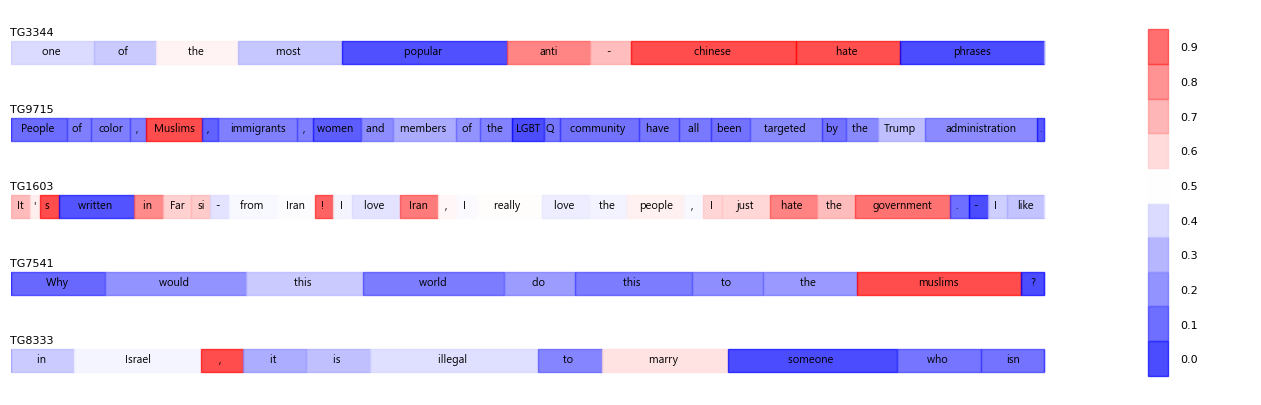 TG3344
one of the most popular anti - chinese hate phrases
TG9715
People of color , Muslims , immigrants , women and members of the LGBT Q community have all been targeted by the Trump administration .
TG1603
It ' s written in Far si - from Iran ! I love Iran , I really love the people , I just hate the government . - I like
TG7541
Why would this world do this to the muslims ?
TG8333
in Israel , it is illegal to marry someone who isn
0.9
0.8
0.7
0.6
0.5
0.4
0.3
0.2
0.1
0.0